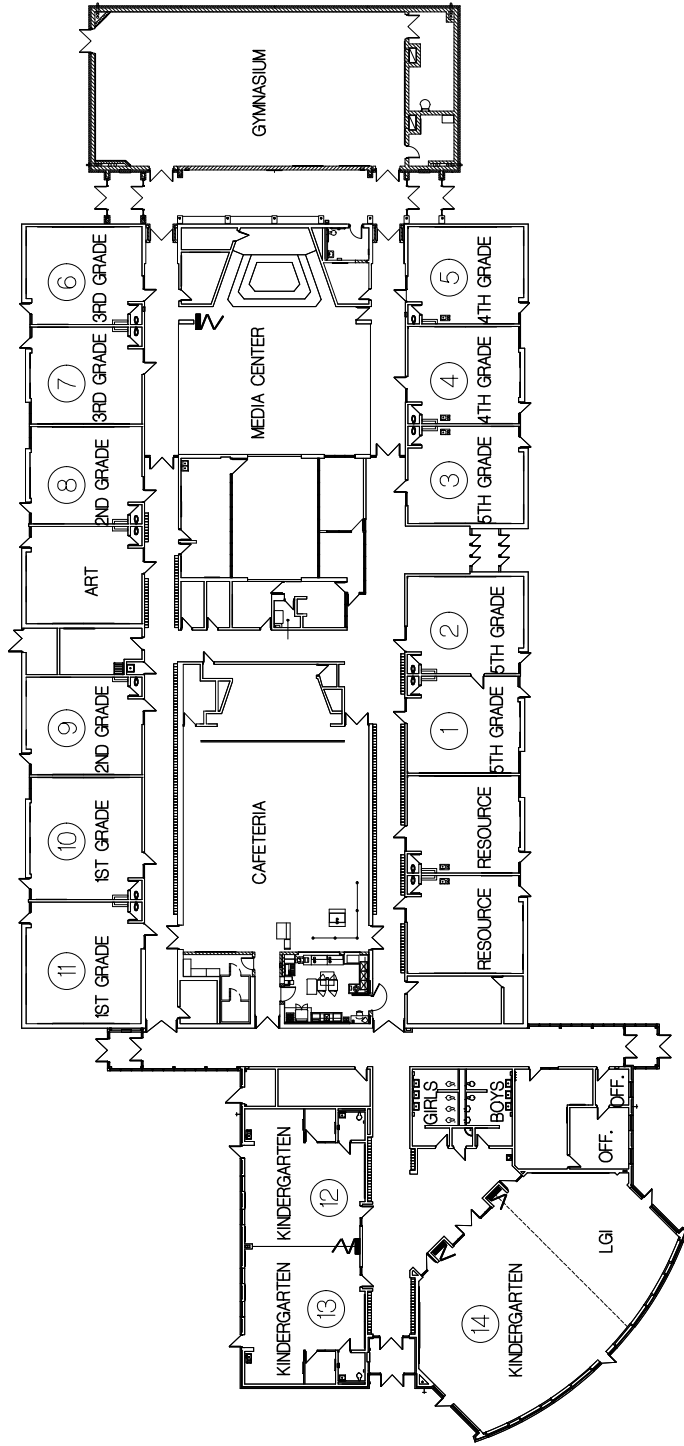 GYMNASIUM
6
3RD GRADE
7
3RD GRADE
8
2ND GRADE
ART
9
2ND GRADE
10
1ST GRADE
11
1ST GRADE
MEDIA CENTER
CAFETERIA
5
4TH GRADE
4
4TH GRADE
3
5TH GRADE
2
5TH GRADE
1
5TH GRADE
RESOURCE
RESOURCE
GIRLS
BOYS
OFF.
OFF.
KINDERGARTEN
12
KINDERGARTEN
13
14
KINDERGARTEN
LGI